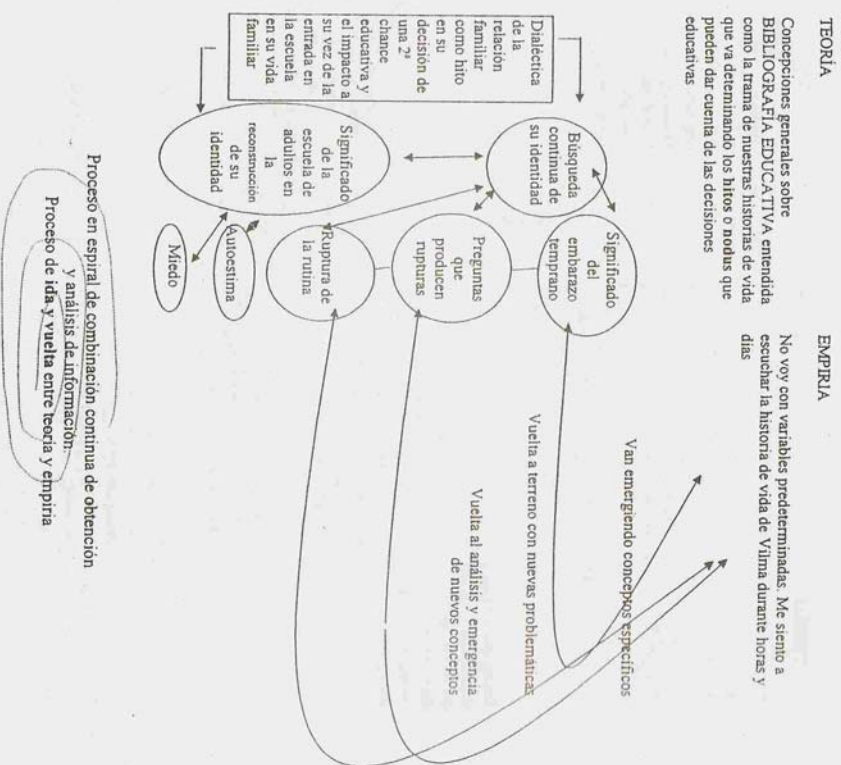 TEORÍA
Concepciones generales sobre
BIBLIOGRAFÍA EDUCATIVA entendida
como la trama de nuestras historias de vida
que va deteminando los hitos o nodus que
pueden dar cuenta de las decisiones
educativas
EMPIRIA
No voy con variables predeterminadas. Me siento a
escuchar la historia de vida de Vilma durante horas y
dias
Van emergiendo conceptos específicos
Vuelta a terreno con nuevas problemáticas
Vuelta al análisis y emergencia
de nuevos conceptos
Significado
del
embarazo
temprano
Preguntas
que
producen
rupturas
Ruptura de
la rutina
Autoestima
Miedo
Búsqueda
continua de
su identidad
Significado
de la
escuela de
adultos en
la
reconstrucción
de su
identidad
Dialéctica
de la
relación
familiar
como hito
en su
decisión de
una 2ª
chance
educativa y
el impacto a
su vez de la
entrada en
la escuela
en su vida
familiar
Proceso en espiral de combinación continua de obtención
y análisis de información.
Proceso de ida y vuelta entre teoria y empiria